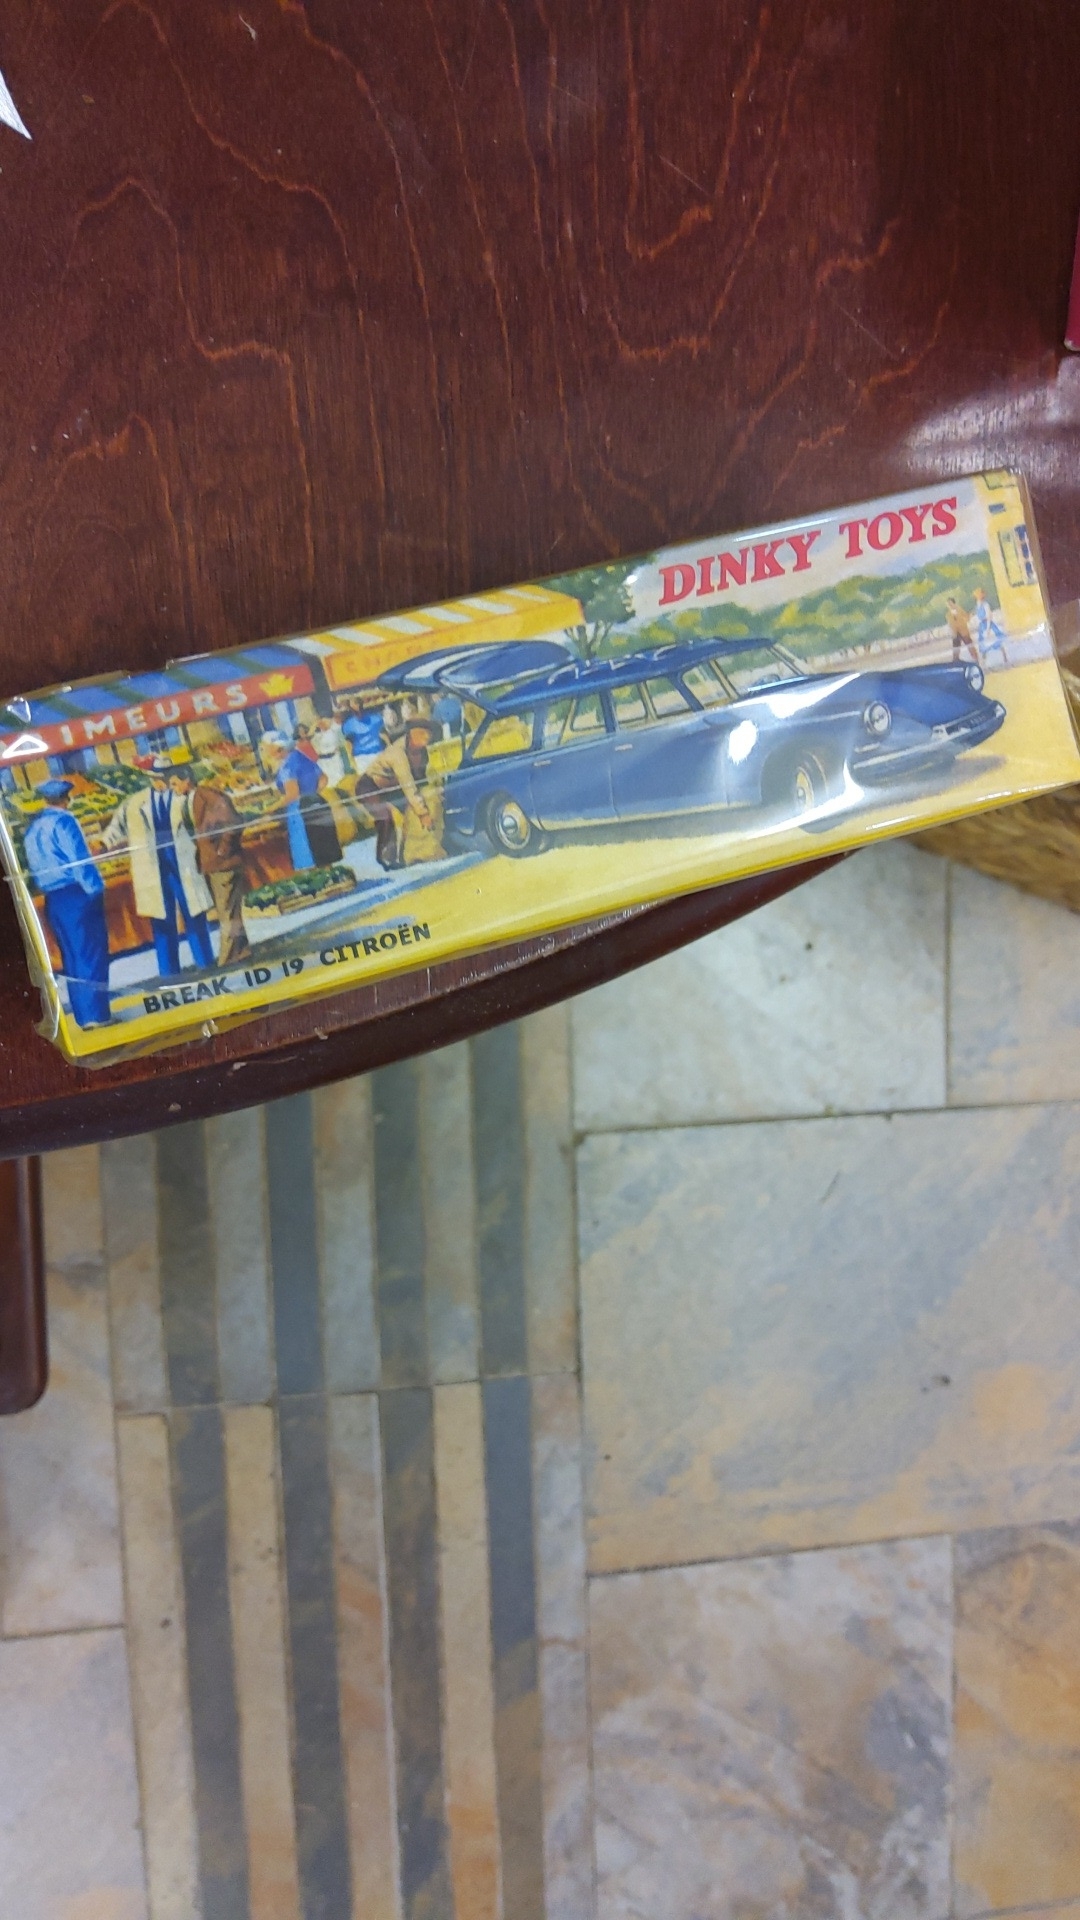 DINKY TOYS
IMEURS
BREAK ID 19 CITROËN